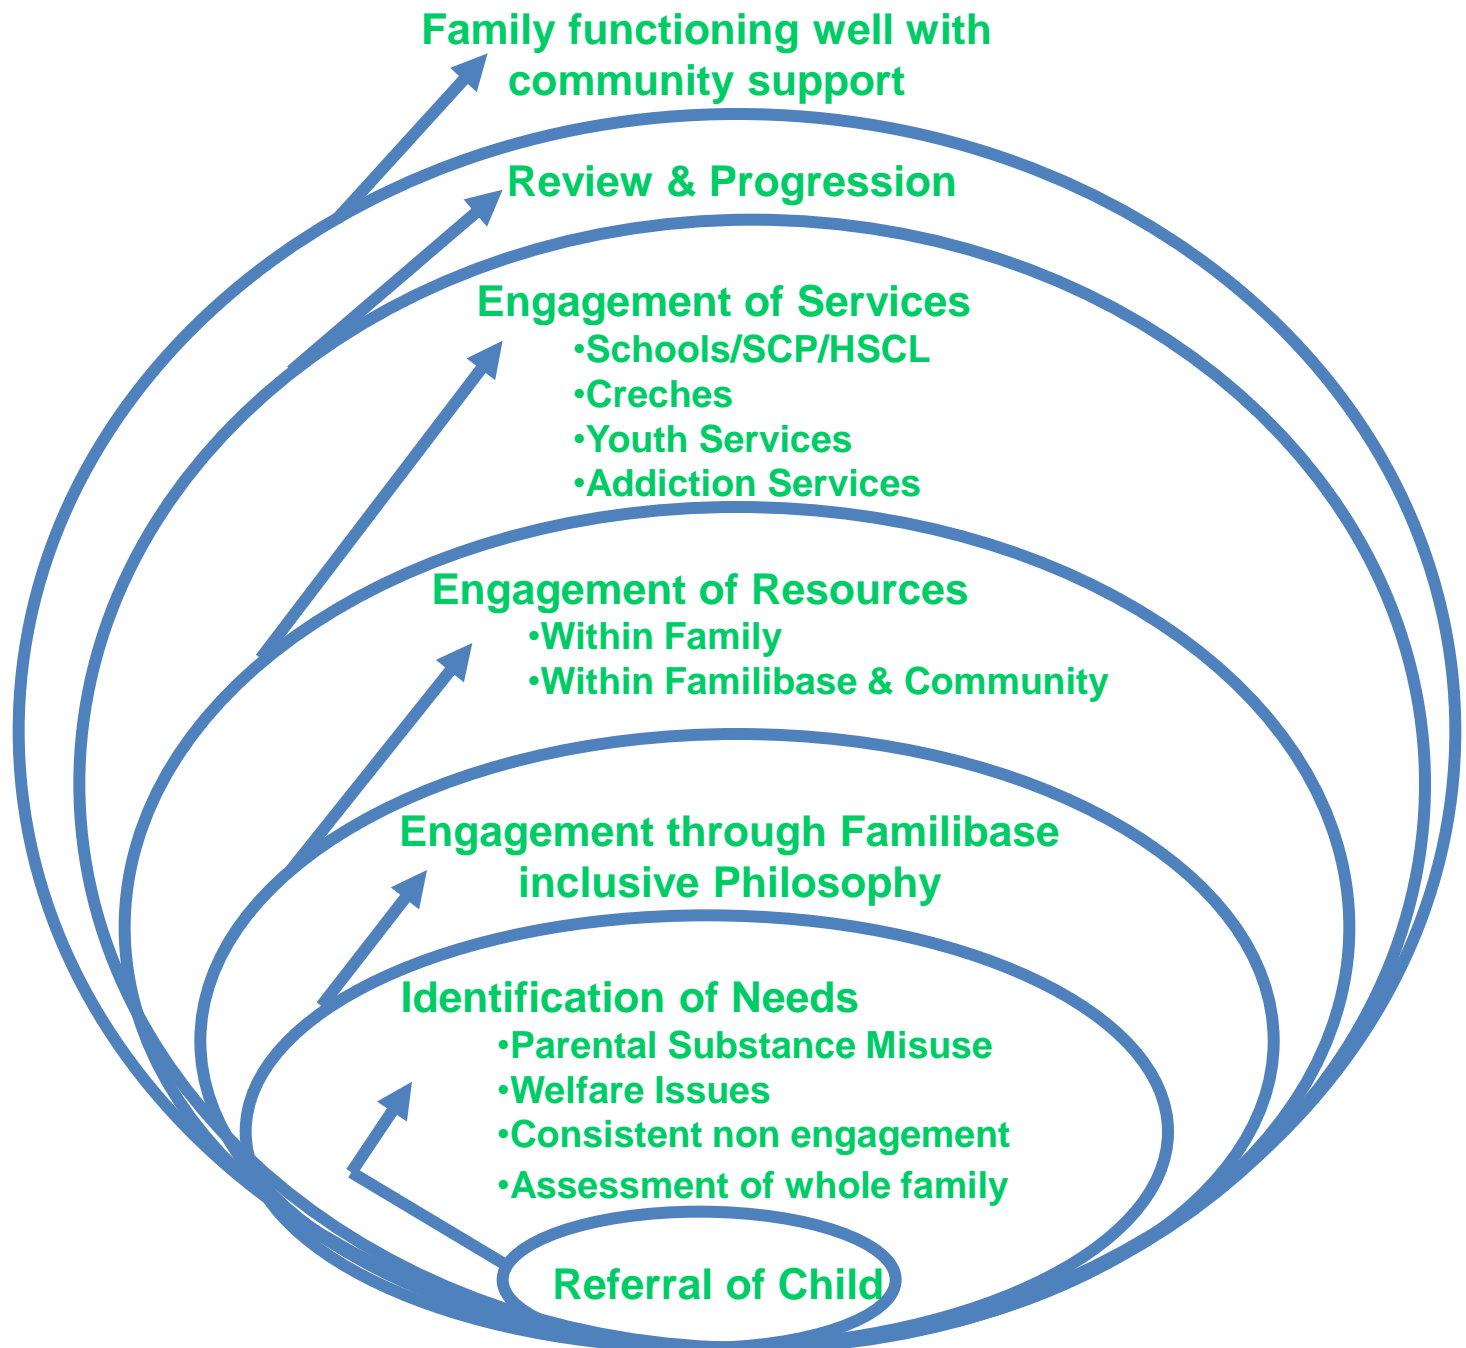 Family functioning well with
community support
Review & Progression
Engagement of Services
•Schools/SCP/HSCL
•Creches
•Youth Services
•Addiction Services
Engagement of Resources
•Within Family
•Within Familibase & Community
Engagement through Familibase
inclusive Philosophy
Identification of Needs
•Parental Substance Misuse
•Welfare Issues
•Consistent non engagement
•Assessment of whole family
Referral of Child